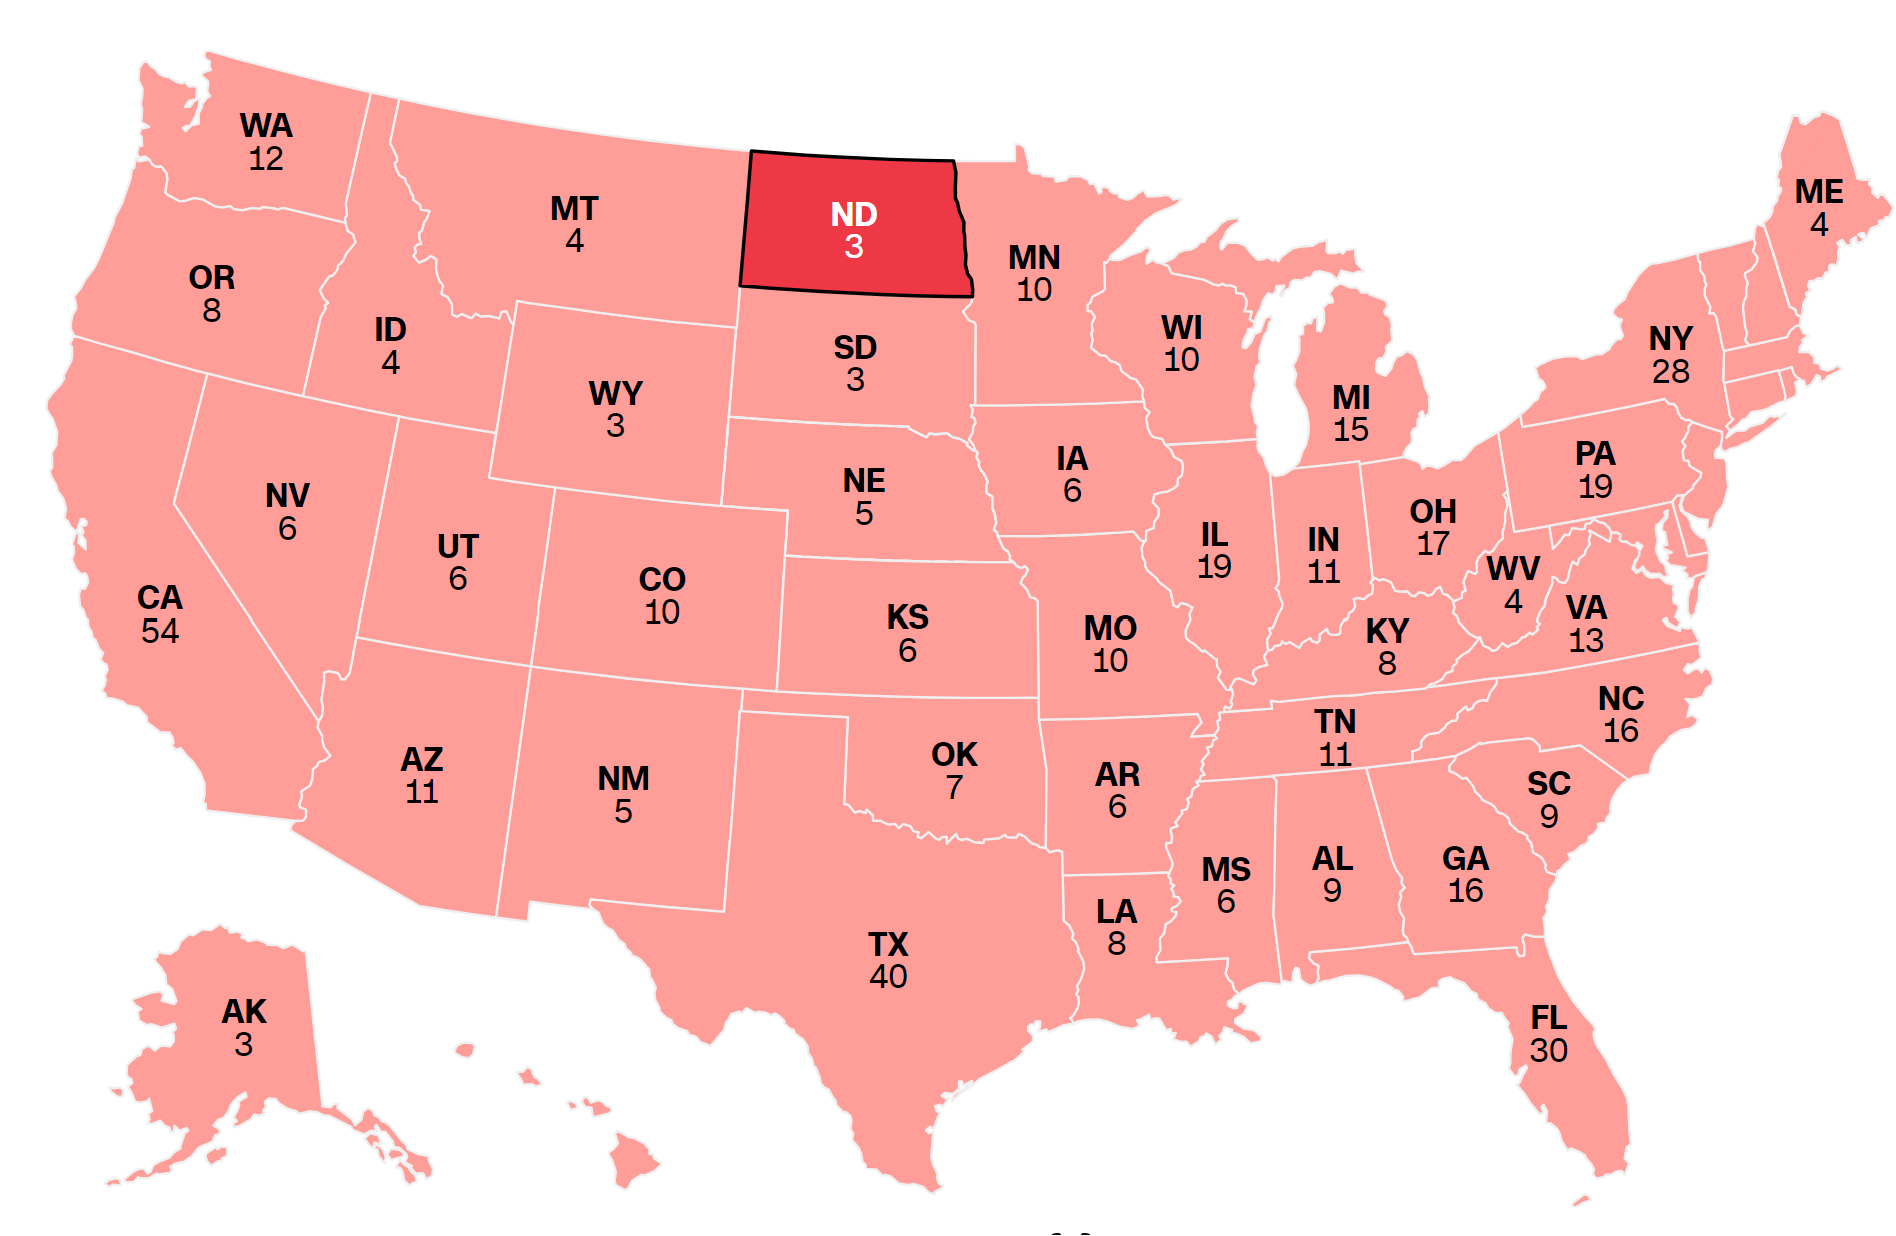 WA
12
MT
4
ND
3
MN
10
ME
4
OR
8
ID
4
SD
3
WI
10
NY
28
WY
3
MI
15
NE
5
IA
6
PA
19
NV
6
UT
6
CO
10
IL
19
IN
11
OH
17
WV
4
VA
13
CA
54
KS
6
MO
10
KY
8
NC
16
TN
11
AZ
11
NM
5
OK
7
AR
6
SC
9
MS
6
AL
9
GA
16
LA
8
TX
40
AK
3
FL
30